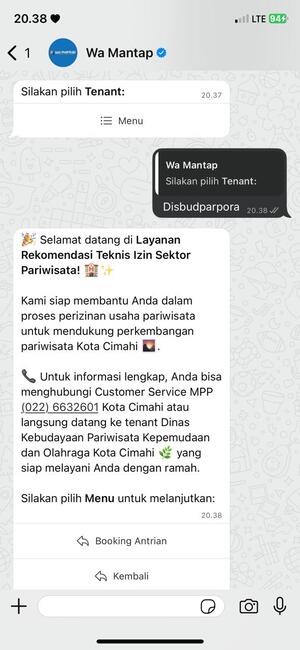 20.38
LTE 94
1
Wa Mantap
Silakan pilih Tenant:
20.37
Menu
Wa Mantap
Silakan pilih Tenant:
Disbudparpora
20.38
Selamat datang di Layanan
Rekomendasi Teknis Izin Sektor
Pariwisata!
Kami siap membantu Anda dalam
proses perizinan usaha pariwisata
untuk mendukung perkembangan
pariwisata Kota Cimahi .
Untuk informasi lengkap, Anda bisa
menghubungi Customer Service MPP
(022) 6632601 Kota Cimahi atau
langsung datang ke tenant Dinas
Kebudayaan Pariwisata Kepemudaan
dan Olahraga Kota Cimahi yang
siap melayani Anda dengan ramah.
Silakan pilih Menu untuk melanjutkan:
20.38
Booking Antrian
Kembali